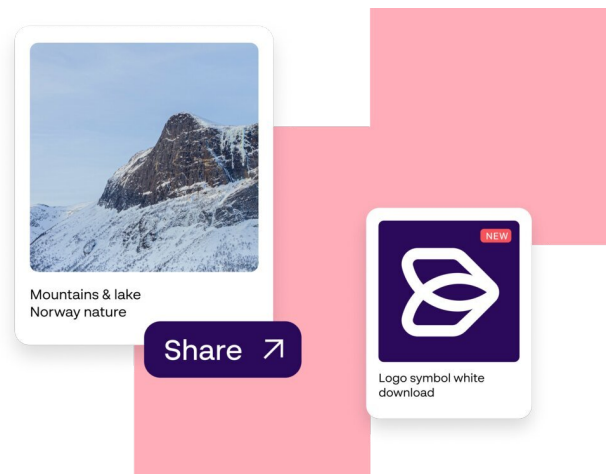 Mountains & lake
Norway nature
Share
NEW
Logo symbol white
download